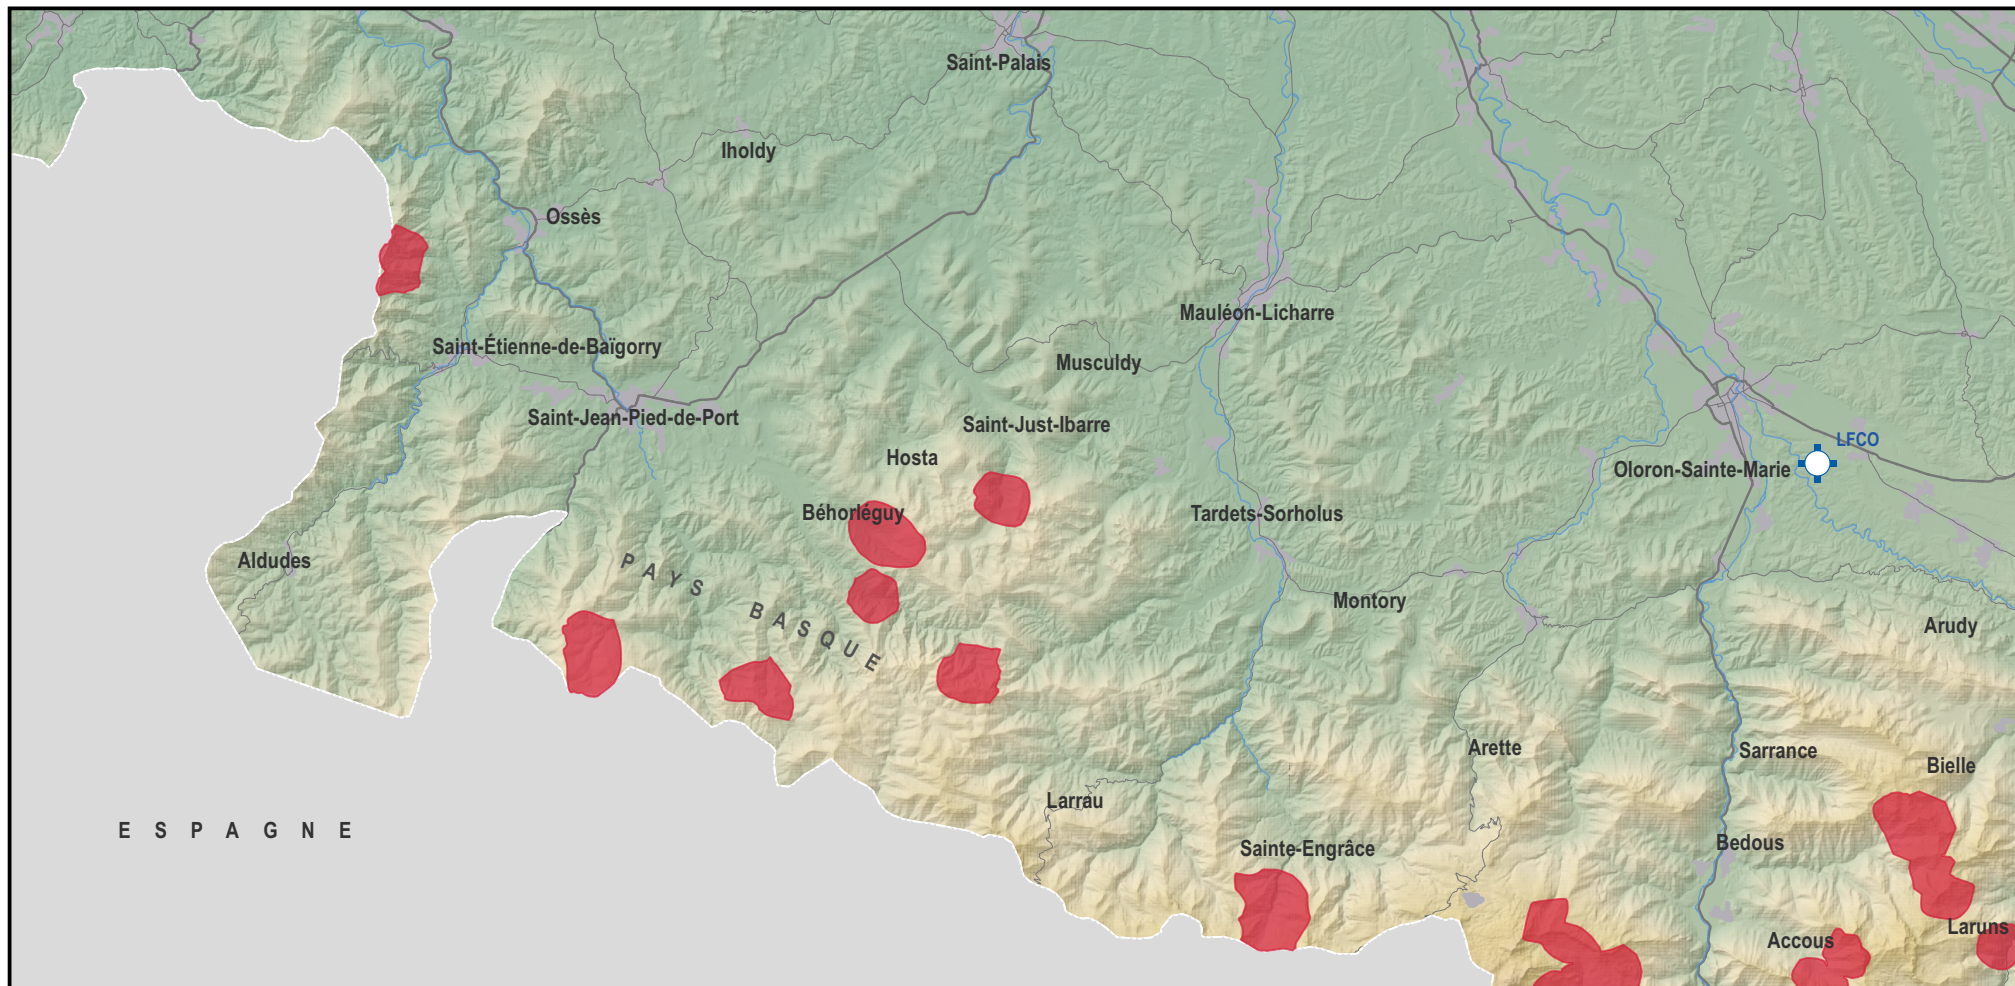 Saint-Palais
Iholdy
Ossès
Mauléon-Licharre
Saint-Étienne-de-Baïgorry
Musculdy
Saint-Jean-Pied-de-Port
Saint-Just-Ibarre
LFCO
Hosta
Oloron-Sainte-Marie
Béhorléguy
Tardets-Sorholus
Aldudes
PAYS BASQUE
Montory
Arudy
Arette
Sarrance
Bielle
Larrau
ESPAGNE
Bedous
Sainte-Engrâce
Laruns
Accous